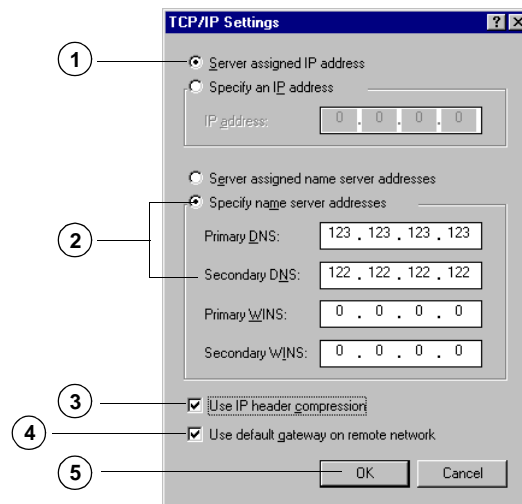 TCP/IP Settings ? ×
1
Server assigned IP address
Specify an IP address
IP address: 0 . 0 . 0 . 0
Server assigned name server addresses
Specify name server addresses
2
Primary DNS: 123 . 123 . 123 . 123
Secondary DNS: 122 . 122 . 122 . 122
Primary WINS: 0 . 0 . 0 . 0
Secondary WINS: 0 . 0 . 0 . 0
3
Use IP header compression
4
Use default gateway on remote network
5
OK Cancel